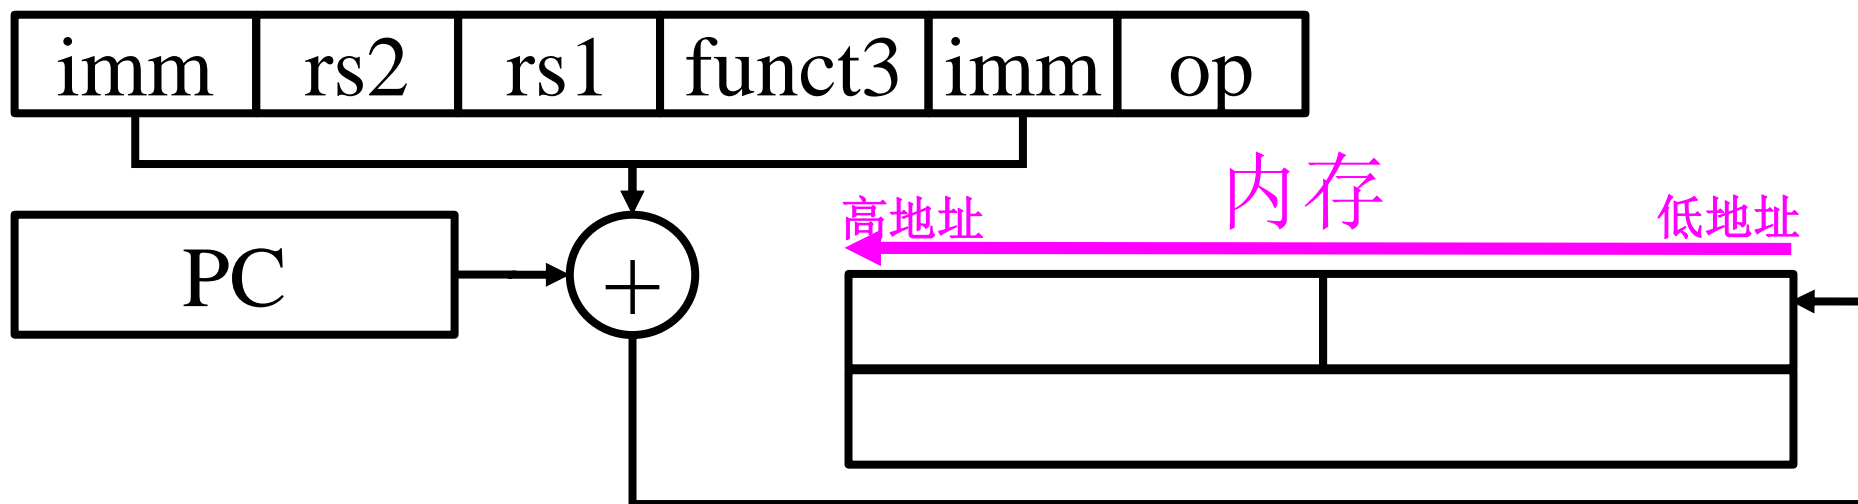 imm rs2 rs1 funct3 imm op
内存
高地址 低地址
PC +